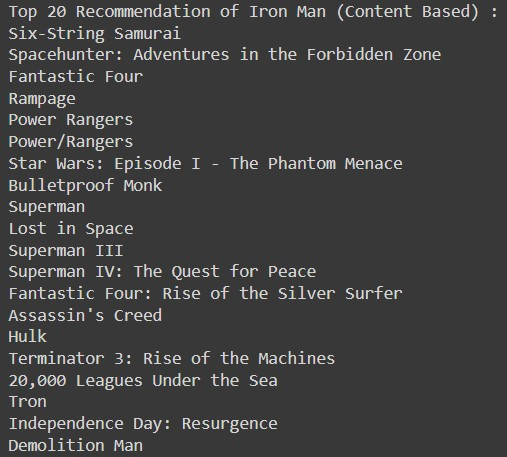 Top 20 Recommendation of Iron Man (Content Based) :
Six-String Samurai
Spacehunter: Adventures in the Forbidden Zone
Fantastic Four
Rampage
Power Rangers
Power/Rangers
Star Wars: Episode I - The Phantom Menace
Bulletproof Monk
Superman
Lost in Space
Superman III
Superman IV: The Quest for Peace
Fantastic Four: Rise of the Silver Surfer
Assassin's Creed
Hulk
Terminator 3: Rise of the Machines
20,000 Leagues Under the Sea
Tron
Independence Day: Resurgence
Demolition Man